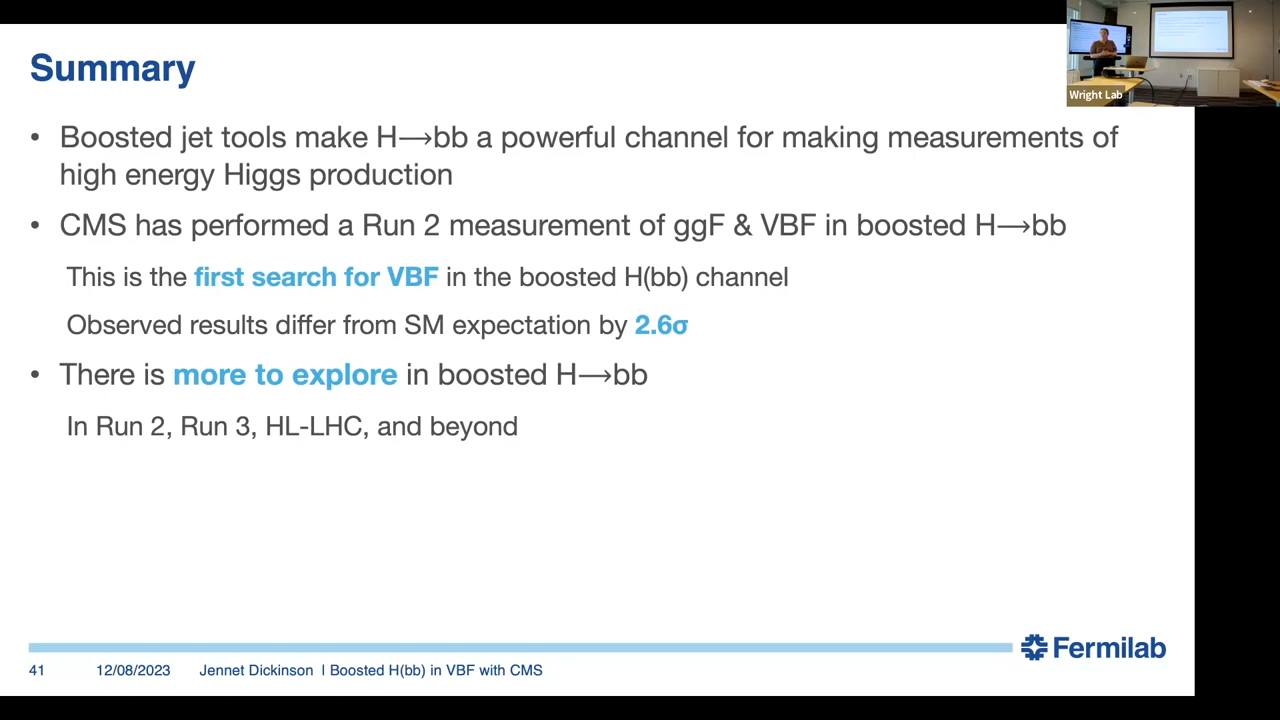 Summary
Wright Lab
• Boosted jet tools make H⟶bb a powerful channel for making measurements of
high energy Higgs production
• CMS has performed a Run 2 measurement of ggF & VBF in boosted H⟶bb
This is the first search for VBF in the boosted H(bb) channel
Observed results differ from SM expectation by 2.6σ
• There is more to explore in boosted H⟶bb
In Run 2, Run 3, HL-LHC, and beyond
Fermilab
41 12/08/2023 Jennet Dickinson | Boosted H(bb) in VBF with CMS